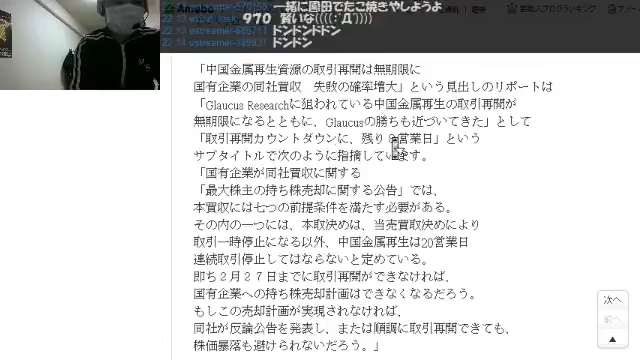 一緒に園田でたこ焼きやしようよ
970 賢いな((((;ﾟДﾟ))))
ドンドンドドン
ドンドン
芸能人ブログランキング
「中国金属再生資源の取引再開は無期限に
国有企業の同社買収　失敗の確率増大」という見出しのリポートは
「Glaucus Researchに狙われている中国金属再生の取引再開が
無期限になるとともに、Glaucusの勝ちも近づいてきた」として
「取引再開カウントダウンに、残り8営業日」という
サブタイトルで次のように指摘しています。
「国有企業が同社買収に関する
「最大株主の持ち株売却に関する公告」では、
本買収には七つの前提条件を満たす必要がある。
その内の一つには、本取決めは、当売買取決めにより
取引一時停止になる以外、中国金属再生は20営業日
連続取引停止してはならないと定めている。
即ち２月２７日までに取引再開ができなければ、
国有企業への持ち株売却計画はできなくなるだろう。
もしこの売却計画が実現されなければ、
同社が反論公告を発表し、または順調に取引再開できても、
株価暴落も避けられないだろう。」
次へ
前へ
▲